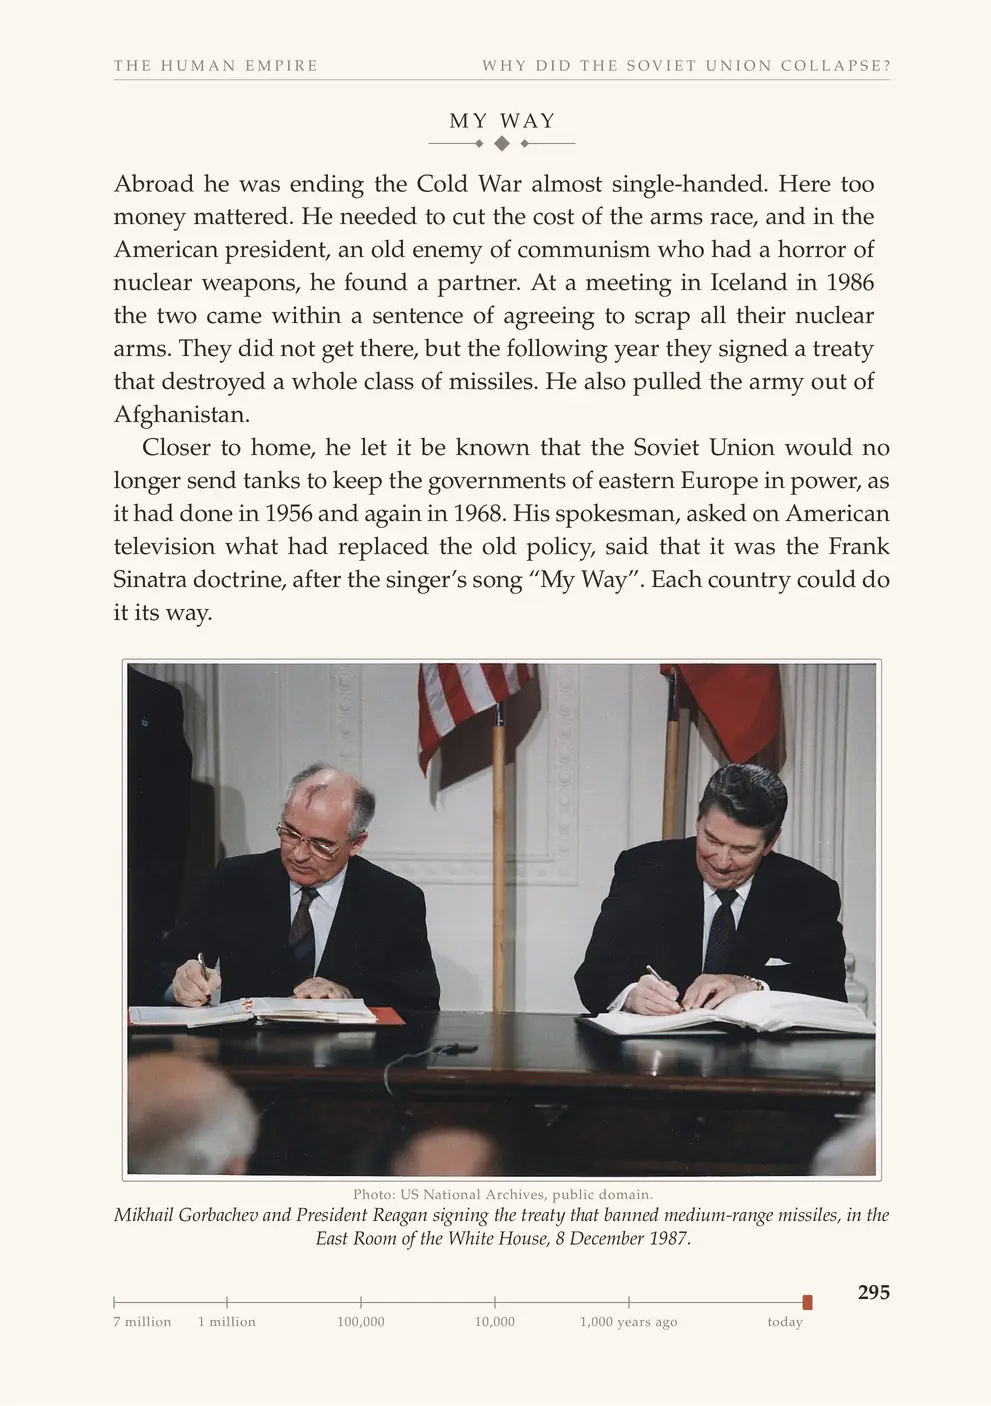 THE HUMAN EMPIRE
WHY DID THE SOVIET UNION COLLAPSE?
MY WAY
Abroad he was ending the Cold War almost single-handed. Here too
money mattered. He needed to cut the cost of the arms race, and in the
American president, an old enemy of communism who had a horror of
nuclear weapons, he found a partner. At a meeting in Iceland in 1986
the two came within a sentence of agreeing to scrap all their nuclear
arms. They did not get there, but the following year they signed a treaty
that destroyed a whole class of missiles. He also pulled the army out of
Afghanistan.
Closer to home, he let it be known that the Soviet Union would no
longer send tanks to keep the governments of eastern Europe in power, as
it had done in 1956 and again in 1968. His spokesman, asked on American
television what had replaced the old policy, said that it was the Frank
Sinatra doctrine, after the singer’s song “My Way”. Each country could do
it its way.
Photo: US National Archives, public domain.
Mikhail Gorbachev and President Reagan signing the treaty that banned medium-range missiles, in the
East Room of the White House, 8 December 1987.
295
7 million
1 million
100,000
10,000
1,000 years ago
today